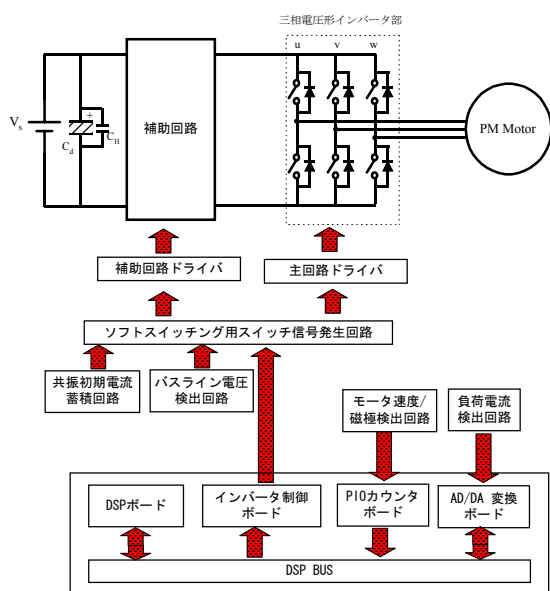 三相電圧形インバータ部
u v w
+
Vs
Cd
CH
補助回路
PM Motor
補助回路ドライバ
主回路ドライバ
ソフトスイッチング用スイッチ信号発生回路
共振初期電流
蓄積回路
バスライン電圧
検出回路
モータ速度/
磁極検出回路
負荷電流
検出回路
DSPボード
インバータ制御
ボード
PIOカウンタ
ボード
AD/DA 変換
ボード
DSP BUS